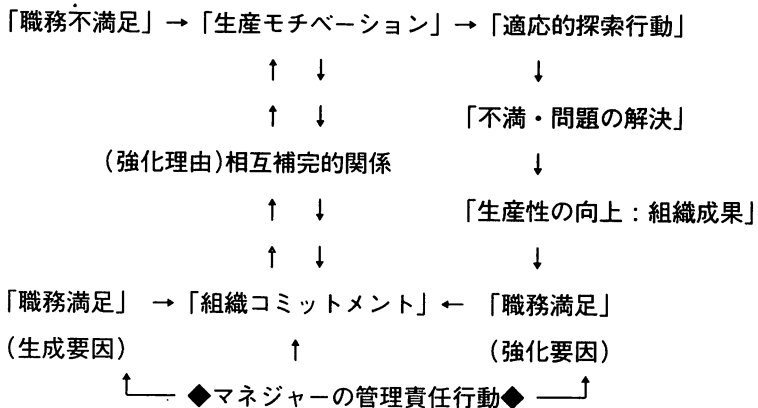 「職務不満足」→「生産モチベーション」→「適応的探索行動」
↑ ↓ ↓
↑ ↓ 「不満・問題の解決」
(強化理由)相互補完的関係 ↓
↑ ↓ 「生産性の向上：組織成果」
↑ ↓ ↓
「職務満足」 →「組織コミットメント」← 「職務満足」
(生成要因) ↑ (強化要因)
◆マネジャーの管理責任行動◆